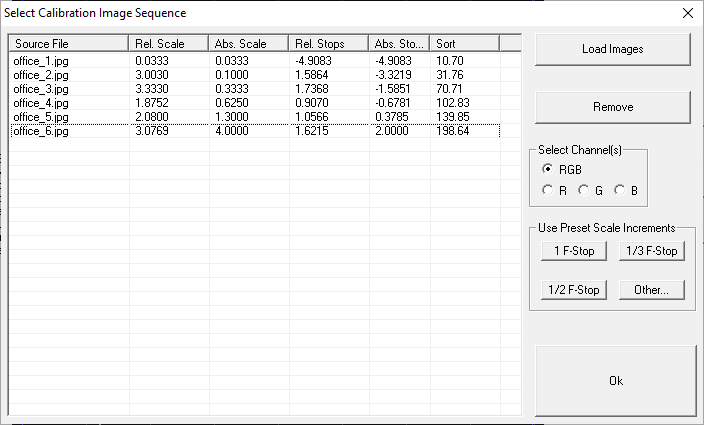 Select Calibration Image Sequence
Source File Rel. Scale Abs. Scale Rel. Stops Abs. Sto... Sort
office_1.jpg 0.0333 0.0333 -4.9083 -4.9083 10.70
office_2.jpg 3.0030 0.1000 1.5864 -3.3219 31.76
office_3.jpg 3.3330 0.3333 1.7368 -1.5851 70.71
office_4.jpg 1.8752 0.6250 0.9070 -0.6781 102.83
office_5.jpg 2.0800 1.3000 1.0566 0.3785 139.85
office_6.jpg 3.0769 4.0000 1.6215 2.0000 198.64
Load Images
Remove
Select Channel(s)
RGB
R G B
Use Preset Scale Increments
1 F-Stop 1/3 F-Stop
1/2 F-Stop Other...
Ok